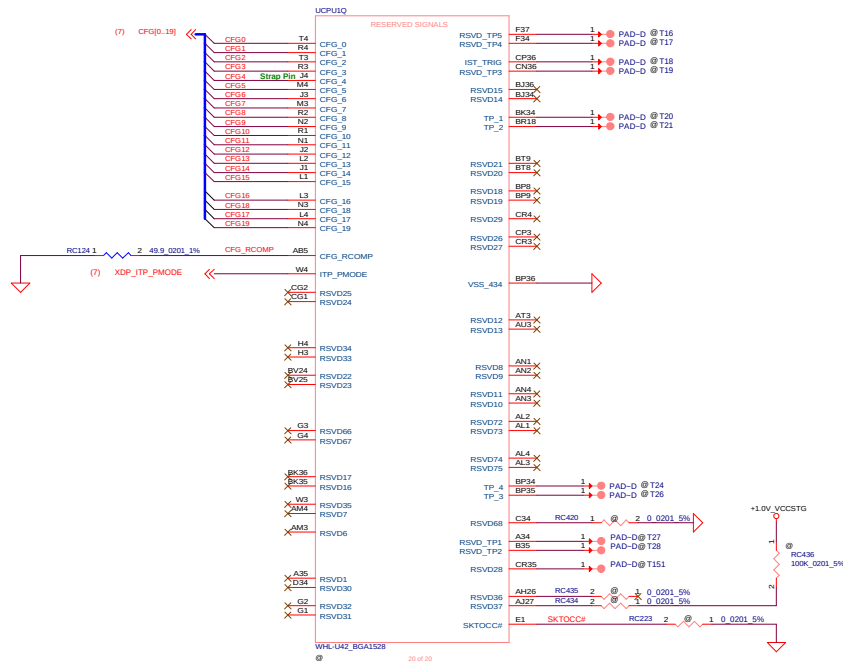 UCPU1Q
RESERVED SIGNALS
(7) CFG[0..19]
CFG0 T4 CFG_0
CFG1 R4 CFG_1
CFG2 T3 CFG_2
CFG3 R3 CFG_3
CFG4 Strap Pin J4 CFG_4
CFG5 M4 CFG_5
CFG6 J3 CFG_6
CFG7 M3 CFG_7
CFG8 R2 CFG_8
CFG9 N2 CFG_9
CFG10 R1 CFG_10
CFG11 N1 CFG_11
CFG12 J2 CFG_12
CFG13 L2 CFG_13
CFG14 J1 CFG_14
CFG15 L1 CFG_15
CFG16 L3 CFG_16
CFG18 N3 CFG_18
CFG17 L4 CFG_17
CFG19 N4 CFG_19
RC124 1 2 49.9_0201_1% CFG_RCOMP AB5 CFG_RCOMP
(7) XDP_ITP_PMODE W4 ITP_PMODE
CG2 RSVD25
CG1 RSVD24
H4 RSVD34
H3 RSVD33
BV24 RSVD22
BV25 RSVD23
G3 RSVD66
G4 RSVD67
BK36 RSVD17
BK35 RSVD16
W3 RSVD35
AM4 RSVD7
AM3 RSVD6
A35 RSVD1
D34 RSVD30
G2 RSVD32
G1 RSVD31
RSVD_TP5 F37 1 PAD~D @T16
RSVD_TP4 F34 1 PAD~D @T17
IST_TRIG CP36 1 PAD~D @T18
RSVD_TP3 CN36 1 PAD~D @T19
RSVD15 BJ36
RSVD14 BJ34
TP_1 BK34 1 PAD~D @T20
TP_2 BR18 1 PAD~D @T21
RSVD21 BT9
RSVD20 BT8
RSVD18 BP8
RSVD19 BP9
RSVD29 CR4
RSVD26 CP3
RSVD27 CR3
VSS_434 BP36
RSVD12 AT3
RSVD13 AU3
RSVD8 AN1
RSVD9 AN2
RSVD11 AN4
RSVD10 AN3
RSVD72 AL2
RSVD73 AL1
RSVD74 AL4
RSVD75 AL3
TP_4 BP34 1 PAD~D @T24
TP_3 BP35 1 PAD~D @T26
RSVD68 C34 RC420 1 @ 2 0_0201_5%
RSVD_TP1 A34 1 PAD~D@T27
RSVD_TP2 B35 1 PAD~D@T28
RSVD28 CR35 1 PAD~D@T151
RSVD36 AH26 RC435 2 @ 1 0_0201_5%
RSVD37 AJ27 RC434 2 @ 1 0_0201_5%
SKTOCC# E1 SKTOCC# RC223 2 @ 1 0_0201_5%
+1.0V_VCCSTG
1
@
RC436
100K_0201_5%
2
WHL-U42_BGA1528
@
20 of 20